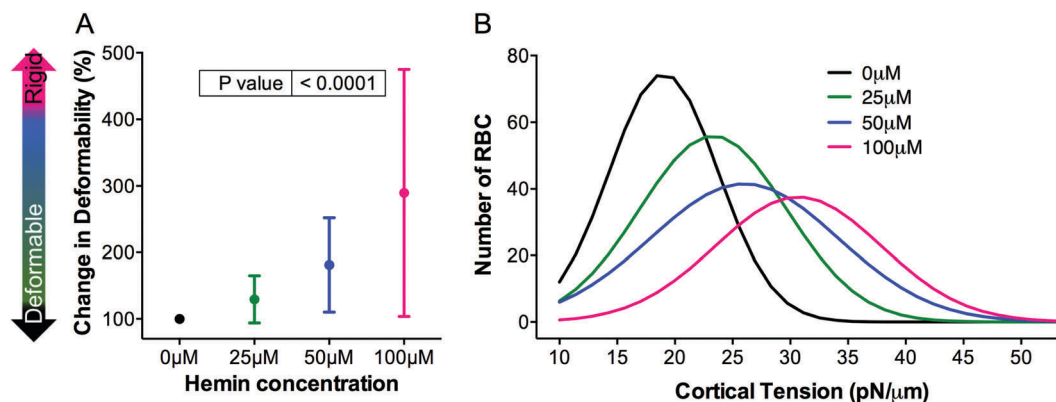 A
Rigid
Deformable
Change in Deformability (%)
500
400
300
200
100
P value < 0.0001
0μM 25μM 50μM 100μM
Hemin concentration
B
Number of RBC
80
60
40
20
0
0μM
25μM
50μM
100μM
10 15 20 25 30 35 40 45 50
Cortical Tension (pN/μm)